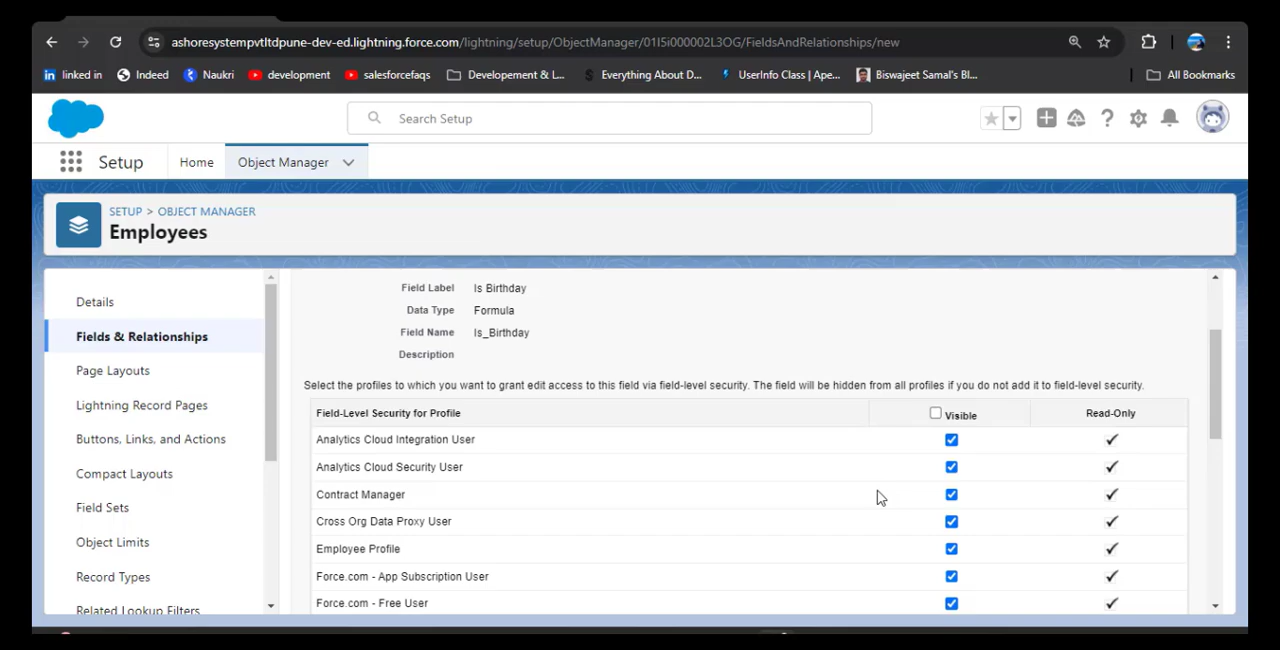 ashoresystempvtltdpune-dev-ed.lightning.force.com/lightning/setup/ObjectManager/01I5i000002L3OG/FieldsAndRelationships/new
linked in Indeed Naukri development salesforcefaqs Developement & L... Everything About D... UserInfo Class | Ape... Biswajeet Samal's Bl... All Bookmarks
Search Setup
Setup Home Object Manager
SETUP > OBJECT MANAGER
Employees
Details
Fields & Relationships
Page Layouts
Lightning Record Pages
Buttons, Links, and Actions
Compact Layouts
Field Sets
Object Limits
Record Types
Related Lookup Filters
Field Label Is Birthday
Data Type Formula
Field Name Is_Birthday
Description
Select the profiles to which you want to grant edit access to this field via field-level security. The field will be hidden from all profiles if you do not add it to field-level security.
Field-Level Security for Profile Visible Read-Only
Analytics Cloud Integration User
Analytics Cloud Security User
Contract Manager
Cross Org Data Proxy User
Employee Profile
Force.com - App Subscription User
Force.com - Free User